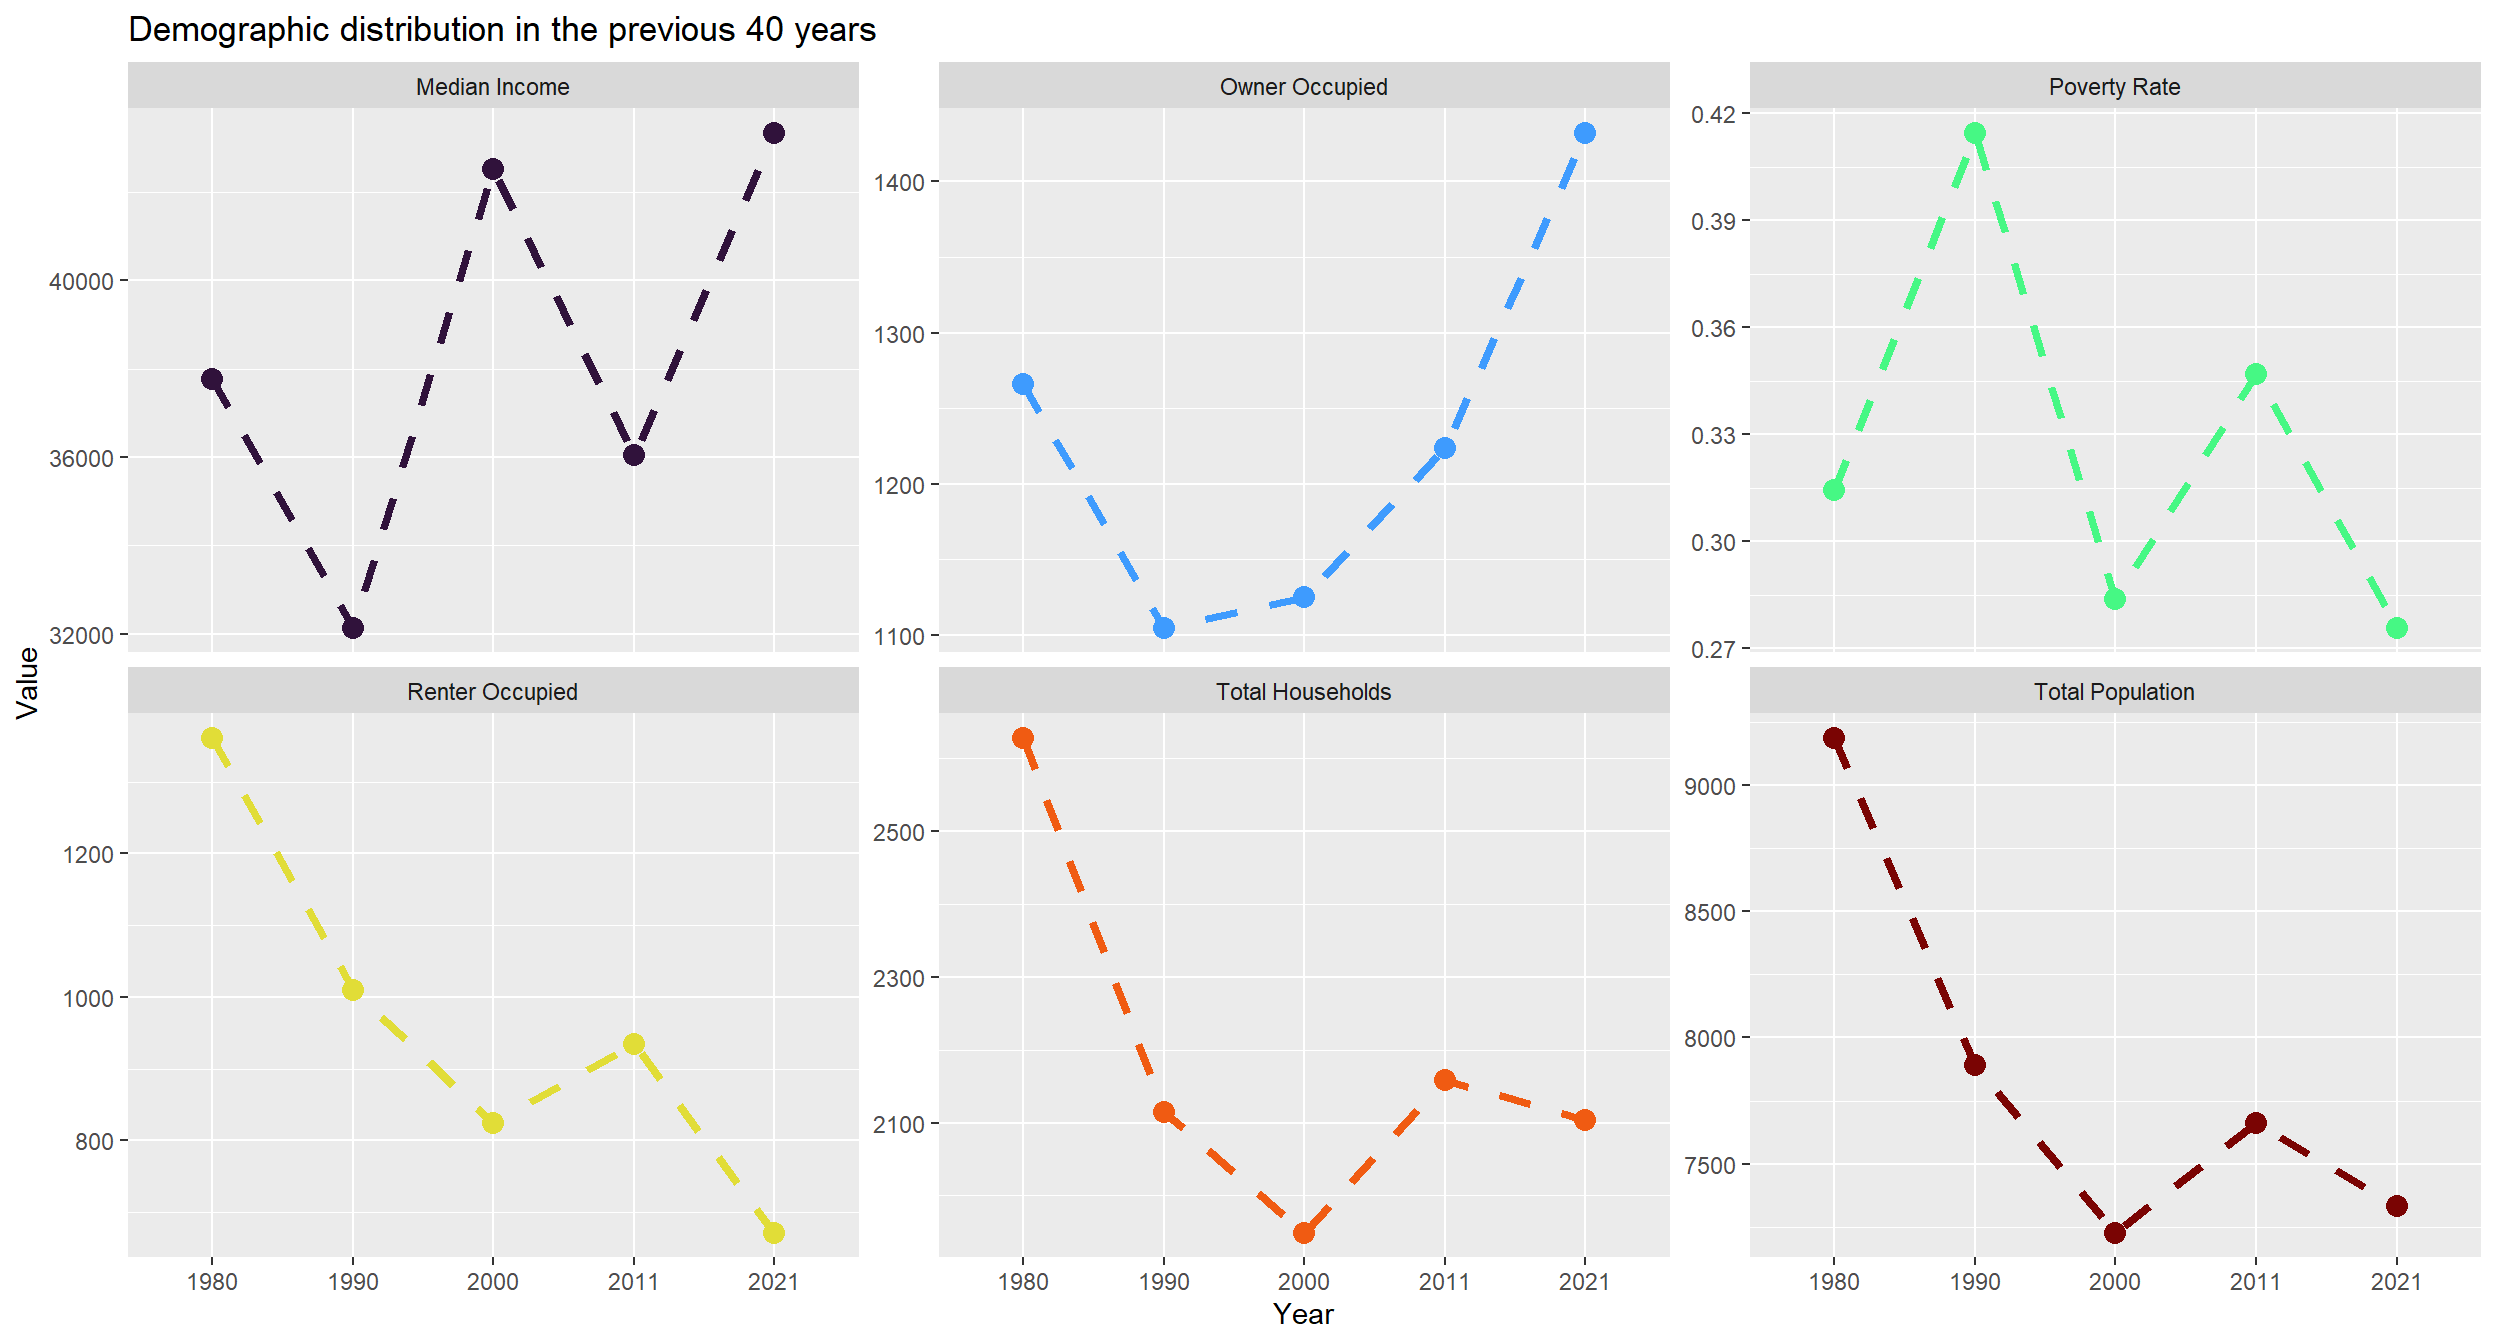 Demographic distribution in the previous 40 years
Median Income
Owner Occupied
Poverty Rate
40000
36000
32000
1400
1300
1200
1100
0.42
0.39
0.36
0.33
0.30
0.27
Value
Renter Occupied
Total Households
Total Population
1200
1000
800
2500
2300
2100
9000
8500
8000
7500
1980 1990 2000 2011 2021
1980 1990 2000 2011 2021
1980 1990 2000 2011 2021
Year